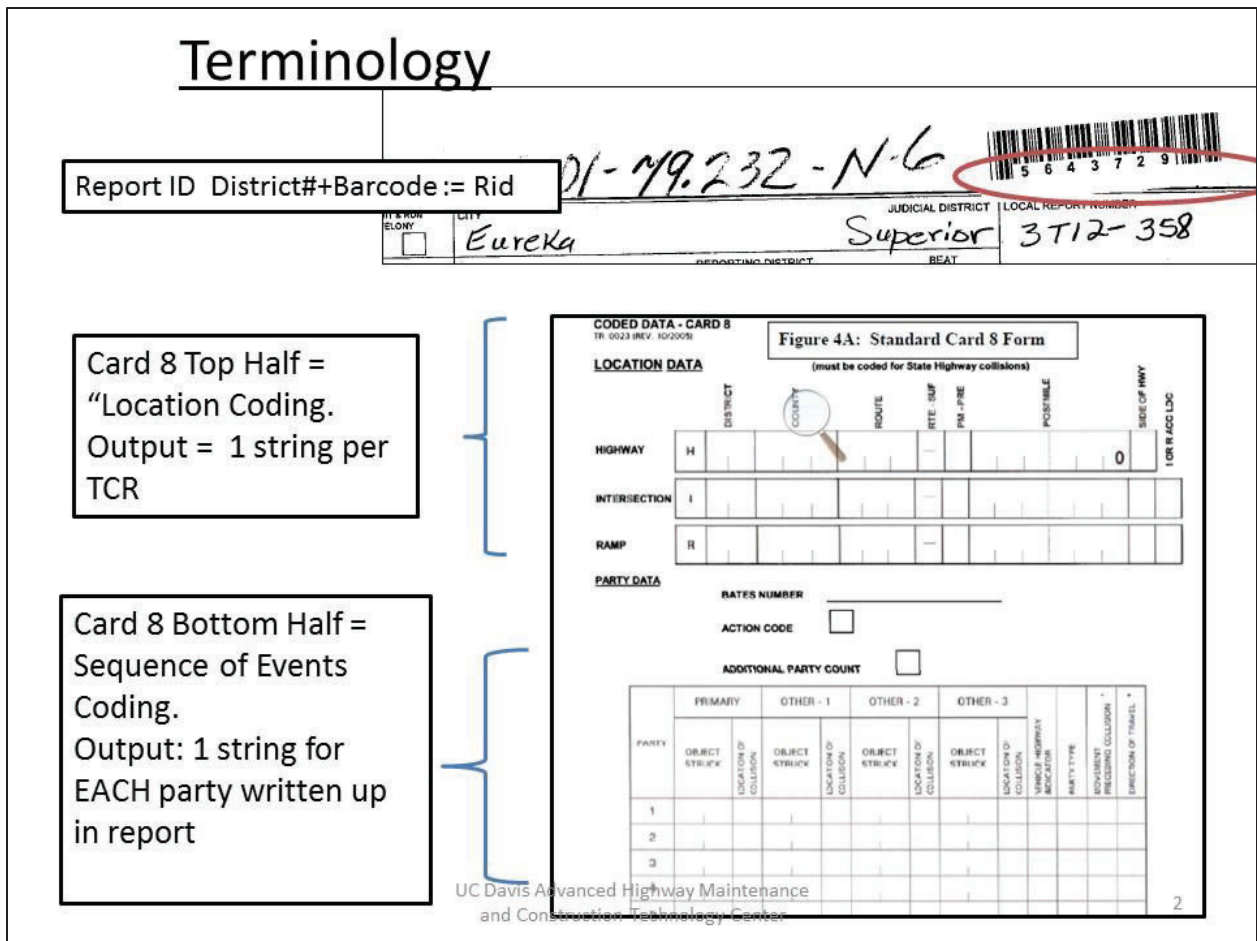 Terminology
Report ID District#+Barcode := Rid
01-79.232-N-6
5 6 4 3 7 2 9
CITY
JUDICIAL DISTRICT
LOCAL REPORT NUMBER
FELONY
Eureka
Superior
3T12-358
REPORTING DISTRICT
BEAT
Card 8 Top Half =
“Location Coding.
Output = 1 string per
TCR
Card 8 Bottom Half =
Sequence of Events
Coding.
Output: 1 string for
EACH party written up
in report
CODED DATA - CARD 8
TR 0023 (REV. 10/2005)
Figure 4A: Standard Card 8 Form
LOCATION DATA
(must be coded for State Highway collisions)
DISTRICT
COUNTY
ROUTE
RTE - SUF
PM - PRE
POSTMILE
SIDE OF HWY
I OR R ACC LOC
HIGHWAY H — 0
INTERSECTION I —
RAMP R —
PARTY DATA
BATES NUMBER
ACTION CODE
ADDITIONAL PARTY COUNT
PARTY
PRIMARY
OTHER - 1
OTHER - 2
OTHER - 3
OBJECT
STRUCK
LOCATION OF
COLLISION
OBJECT
STRUCK
LOCATION OF
COLLISION
OBJECT
STRUCK
LOCATION OF
COLLISION
OBJECT
STRUCK
LOCATION OF
COLLISION
VEHICLE HIGHWAY
INDICATOR
PARTY TYPE
MOVEMENT
PRECEDING COLLISION *
DIRECTION OF TRAVEL *
1
2
3
4
UC Davis Advanced Highway Maintenance
and Construction Technology Center
2